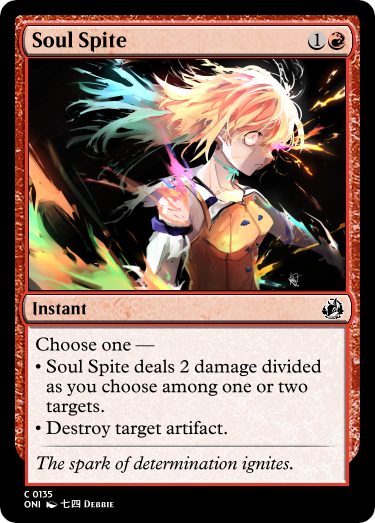 Soul Spite 1
Instant
Choose one —
• Soul Spite deals 2 damage divided
as you choose among one or two
targets.
• Destroy target artifact.
The spark of determination ignites.
C 0135
ONI 七四 DEBBIE